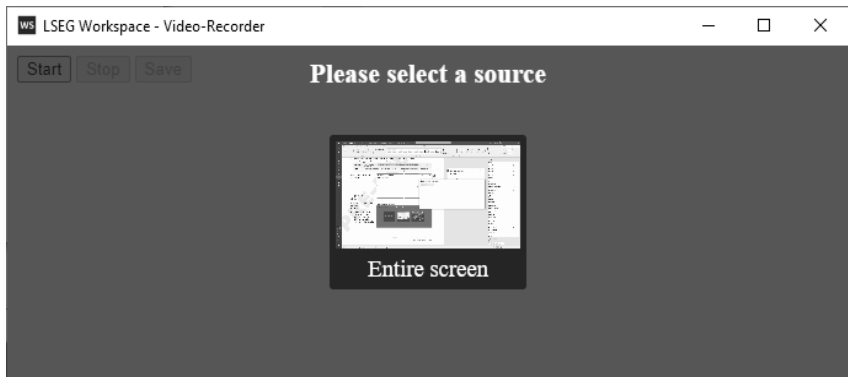 WS LSEG Workspace - Video-Recorder
Start Stop Save
Please select a source
Entire screen